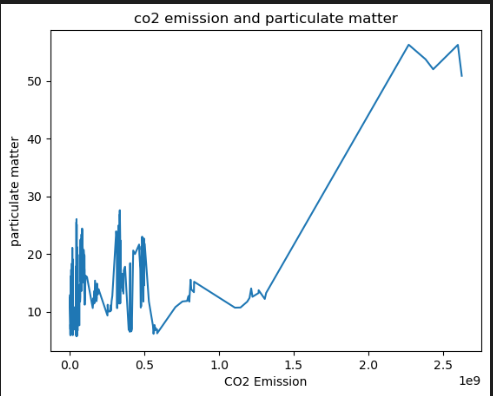 co2 emission and particulate matter
50
40
30
20
10
particulate matter
0.0 0.5 1.0 1.5 2.0 2.5
1e9
CO2 Emission